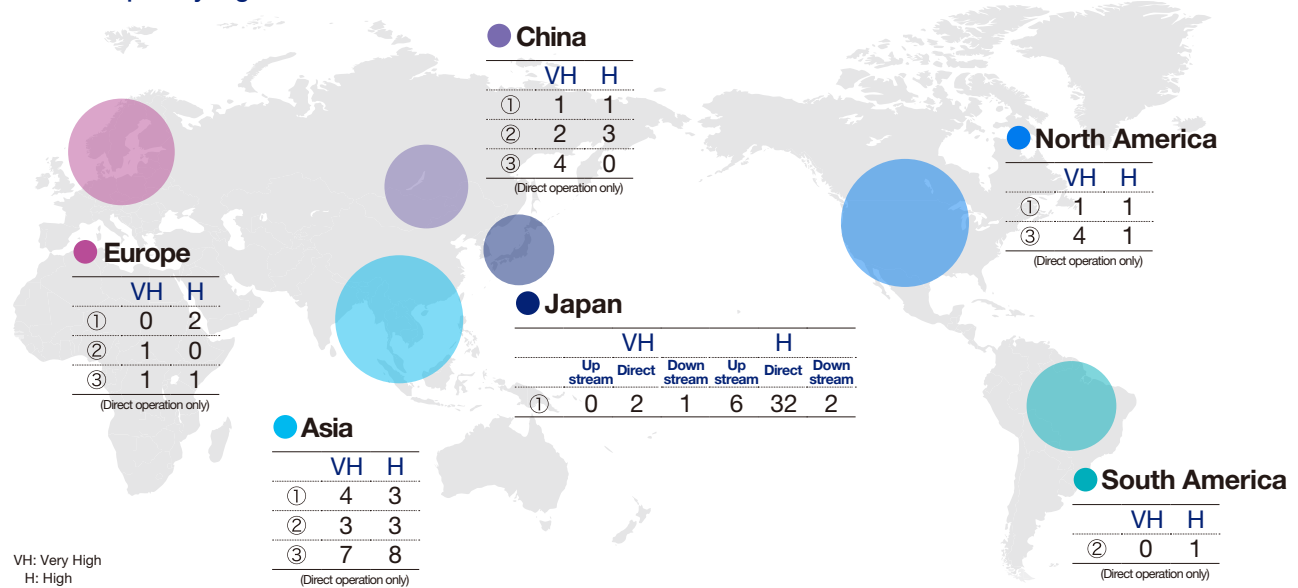 China
VH H
① 1 1
② 2 3
③ 4 0
(Direct operation only)
North America
VH H
① 1 1
③ 4 1
(Direct operation only)
Europe
VH H
① 0 2
② 1 0
③ 1 1
(Direct operation only)
Japan
VH H
Up stream Direct Down stream Up stream Direct Down stream
① 0 2 1 6 32 2
Asia
VH H
① 4 3
② 3 3
③ 7 8
(Direct operation only)
South America
VH H
② 0 1
(Direct operation only)
VH: Very High
H: High